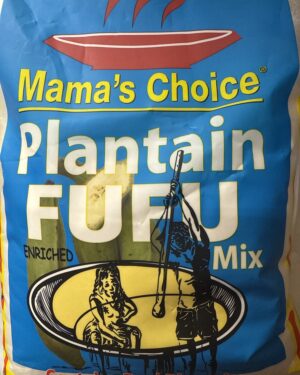 Mama's Choice®
Plantain
FUFU
ENRICHED
Mix